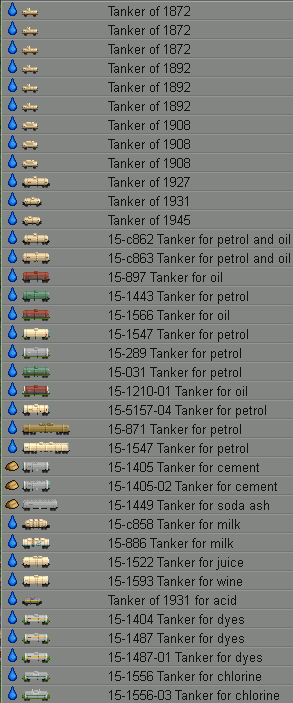 Tanker of 1872
Tanker of 1872
Tanker of 1872
Tanker of 1892
Tanker of 1892
Tanker of 1892
Tanker of 1908
Tanker of 1908
Tanker of 1908
Tanker of 1927
Tanker of 1931
Tanker of 1945
15-c862 Tanker for petrol and oil
15-c863 Tanker for petrol and oil
15-897 Tanker for oil
15-1443 Tanker for petrol
15-1566 Tanker for oil
15-1547 Tanker for petrol
15-289 Tanker for petrol
15-031 Tanker for petrol
15-1210-01 Tanker for oil
15-5157-04 Tanker for petrol
15-871 Tanker for petrol
15-1547 Tanker for petrol
15-1405 Tanker for cement
15-1405-02 Tanker for cement
15-1449 Tanker for soda ash
15-c858 Tanker for milk
15-886 Tanker for milk
15-1522 Tanker for juice
15-1593 Tanker for wine
Tanker of 1931 for acid
15-1404 Tanker for dyes
15-1487 Tanker for dyes
15-1487-01 Tanker for dyes
15-1556 Tanker for chlorine
15-1556-03 Tanker for chlorine